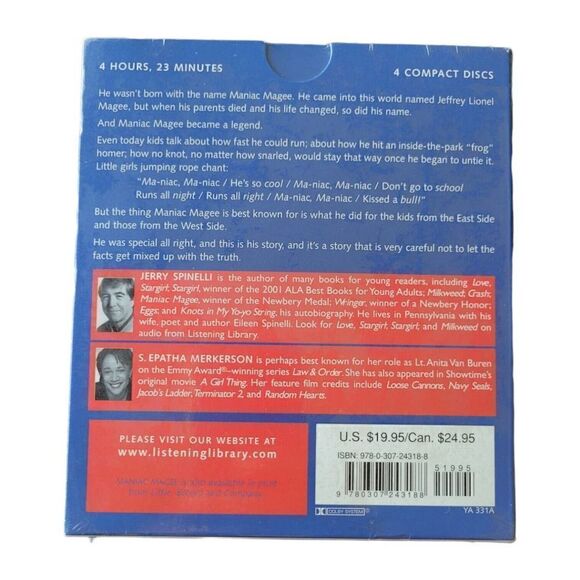 4 HOURS, 23 MINUTES
4 COMPACT DISCS
He wasn't born with the name Maniac Magee. He came into this world named Jeffrey Lionel
Magee, but when his parents died and his life changed, so did his name.
And Maniac Magee became a legend.
Even today kids talk about how fast he could run; about how he hit an inside-the-park "frog"
homer; how no knot, no matter how snarled, would stay that way once he began to untie it.
Little girls jumping rope chant:
"Ma-niac, Ma-niac / He's so cool / Ma-niac, Ma-niac / Don't go to school
Runs all night / Runs all right / Ma-niac, Ma-niac / Kissed a bull!"
But the thing Maniac Magee is best known for is what he did for the kids from the East Side
and those from the West Side.
He was special all right, and this is his story, and it's a story that is very careful not to let the
facts get mixed up with the truth.
JERRY SPINELLI is the author of many books for young readers, including Love,
Stargirl; Stargirl, winner of the 2001 ALA Best Books for Young Adults; Milkweed; Crash;
Maniac Magee, winner of the Newbery Medal; Wringer, winner of a Newbery Honor;
Eggs; and Knots in My Yo-yo String, his autobiography. He lives in Pennsylvania with his
wife, poet and author Eileen Spinelli. Look for Love, Stargirl, Stargirl, and Milkweed on
audio from Listening Library.
S. EPATHA MERKERSON is perhaps best known for her role as Lt. Anita Van Buren
on the Emmy Award®–winning series Law & Order. She has also appeared in Showtime's
original movie A Girl Thing. Her feature film credits include Loose Cannons, Navy Seals,
Jacob's Ladder, Terminator 2, and Random Hearts.
PLEASE VISIT OUR WEBSITE AT
www.listeninglibrary.com
MANIAC MAGEE is also available in print
from Little, Brown and Company.
U.S. $19.95/Can. $24.95
ISBN: 978-0-307-24318-8
51995
9 780307 243188
DOLBY SYSTEM®
YA 331A